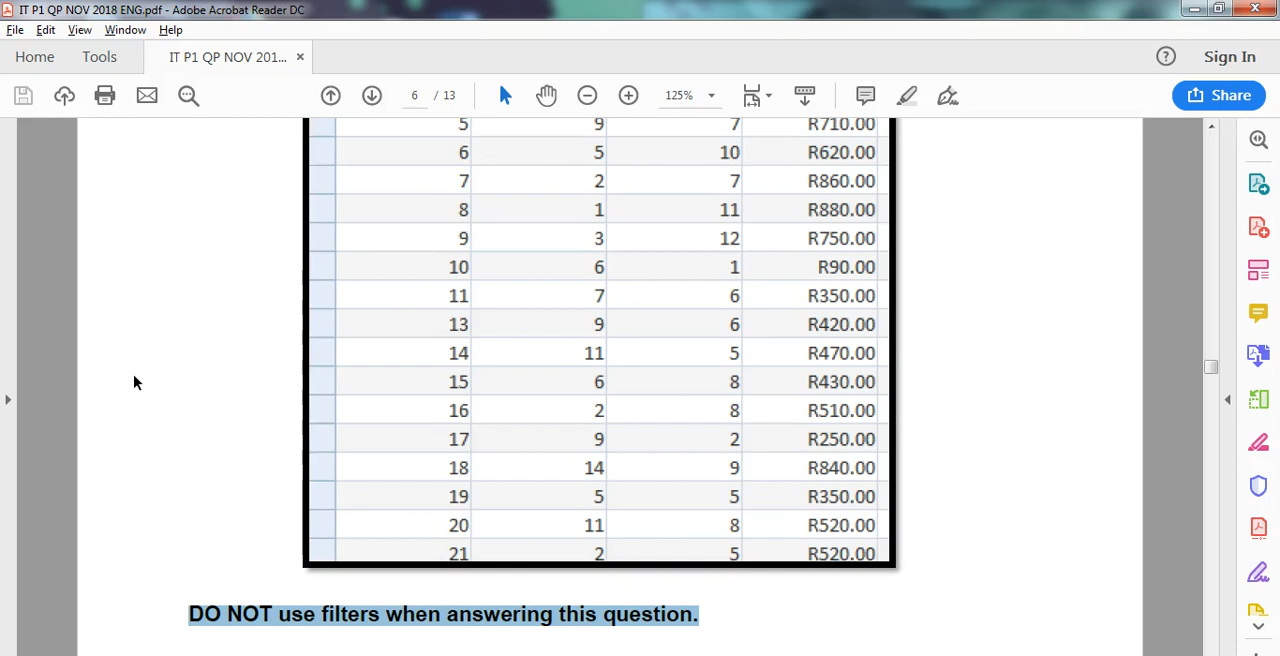 IT P1 QP NOV 2018 ENG.pdf - Adobe Acrobat Reader DC
File Edit View Window Help
Home Tools IT P1 QP NOV 201... × Sign In
6 / 13 125% Share
5 9 7 R710.00
6 5 10 R620.00
7 2 7 R860.00
8 1 11 R880.00
9 3 12 R750.00
10 6 1 R90.00
11 7 6 R350.00
13 9 6 R420.00
14 11 5 R470.00
15 6 8 R430.00
16 2 8 R510.00
17 9 2 R250.00
18 14 9 R840.00
19 5 5 R350.00
20 11 8 R520.00
21 2 5 R520.00
DO NOT use filters when answering this question.